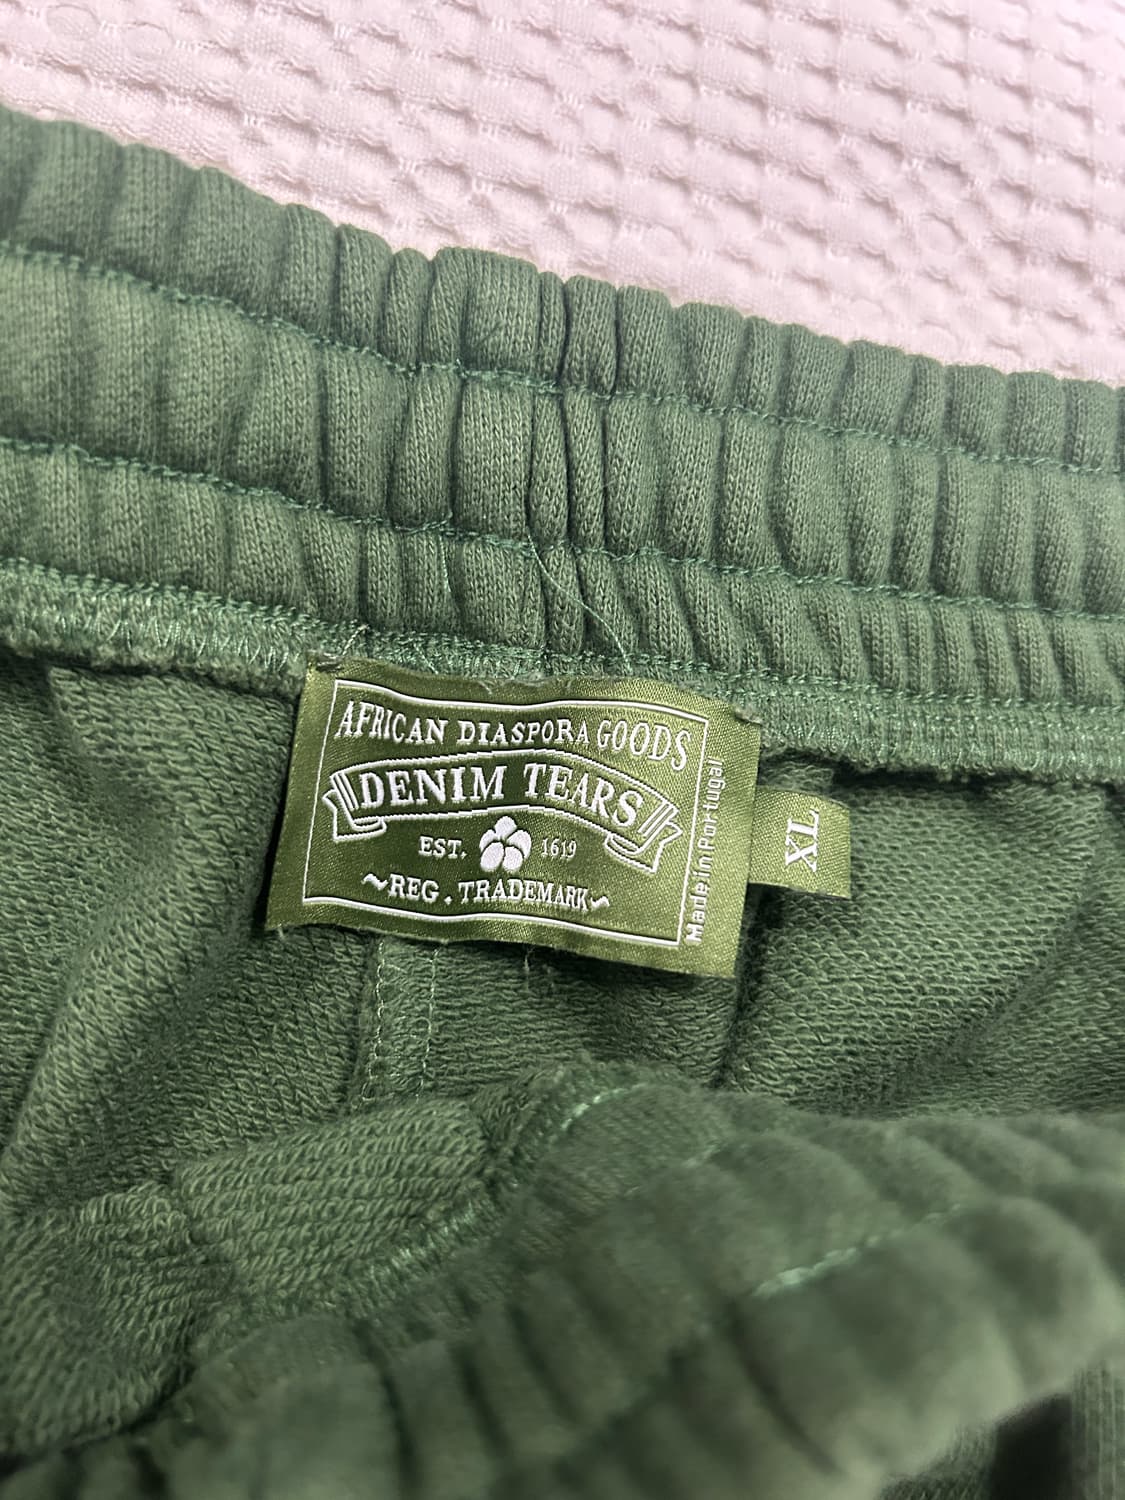 AFRICAN DIASPORA GOODS
DENIM TEARS
EST. 1619
~REG. TRADEMARK~
Made in Portugal
XL